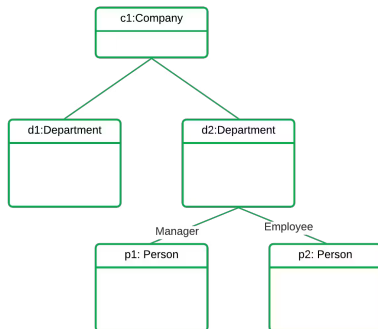 c1:Company
d1:Department
d2:Department
Manager
Employee
p1: Person
p2: Person